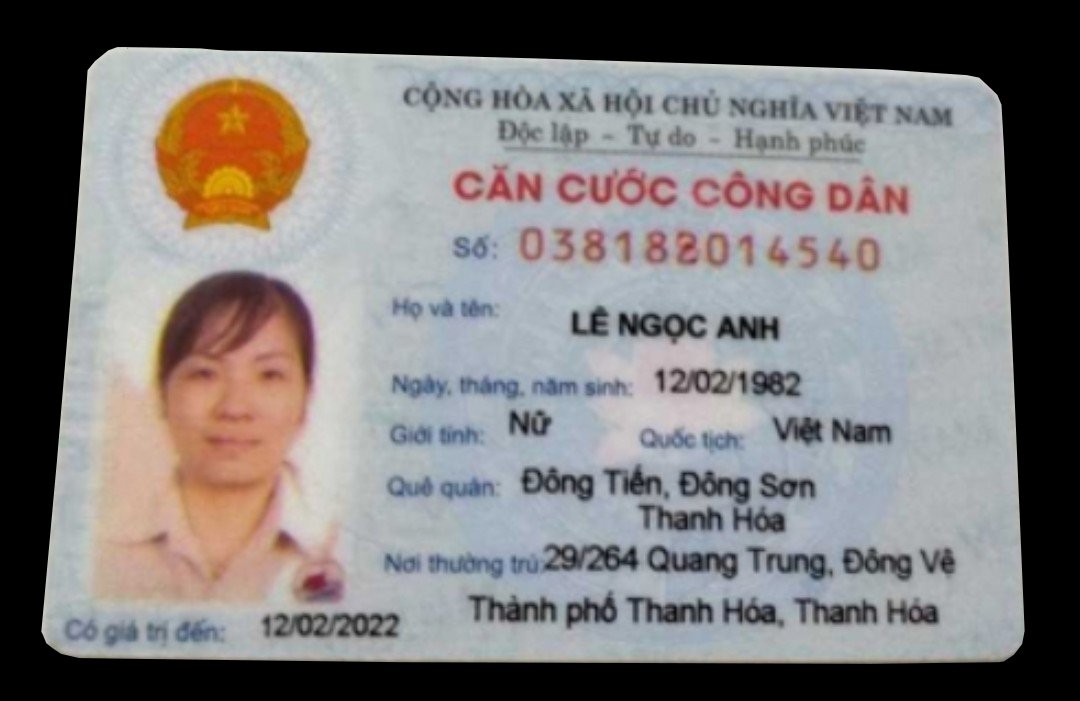 CỘNG HÒA XÃ HỘI CHỦ NGHĨA VIỆT NAM
Độc lập – Tự do – Hạnh phúc
CĂN CƯỚC CÔNG DÂN
Số: 038182014540
Họ và tên: LÊ NGỌC ANH
Ngày, tháng, năm sinh: 12/02/1982
Giới tính: Nữ Quốc tịch: Việt Nam
Quê quán: Đông Tiến, Đông Sơn
Thanh Hóa
Nơi thường trú: 29/264 Quang Trung, Đông Vệ
Thành phố Thanh Hóa, Thanh Hóa
Có giá trị đến: 12/02/2022